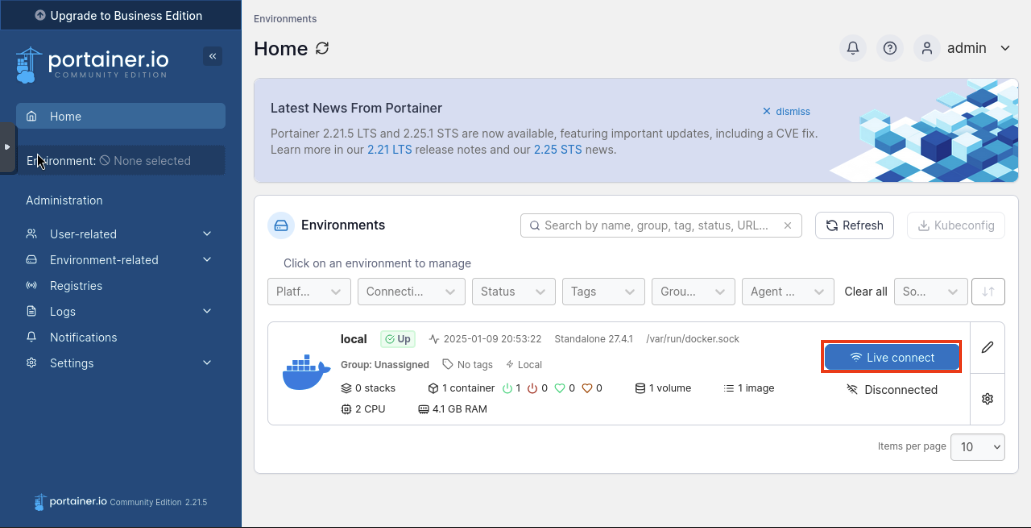 Upgrade to Business Edition
portainer.io
COMMUNITY EDITION
Home
Environment: None selected
Administration
User-related
Environment-related
Registries
Logs
Notifications
Settings
portainer.io Community Edition 2.21.5
Environments
Home
admin
Latest News From Portainer
dismiss
Portainer 2.21.5 LTS and 2.25.1 STS are now available, featuring important updates, including a CVE fix.
Learn more in our 2.21 LTS release notes and our 2.25 STS news.
Environments
Search by name, group, tag, status, URL...
Refresh
Kubeconfig
Click on an environment to manage
Platf... Connecti... Status Tags Grou... Agent ... Clear all So...
local Up 2025-01-09 20:53:22 Standalone 27.4.1 /var/run/docker.sock
Group: Unassigned No tags Local
Live connect
0 stacks 1 container 1 0 0 0 1 volume 1 image
Disconnected
2 CPU 4.1 GB RAM
Items per page 10